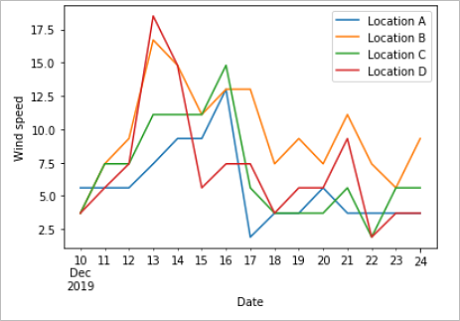 Location A
Location B
Location C
Location D
17.5
15.0
12.5
10.0
7.5
5.0
2.5
Wind speed
10 11 12 13 14 15 16 17 18 19 20 21 22 23 24
Dec
2019
Date